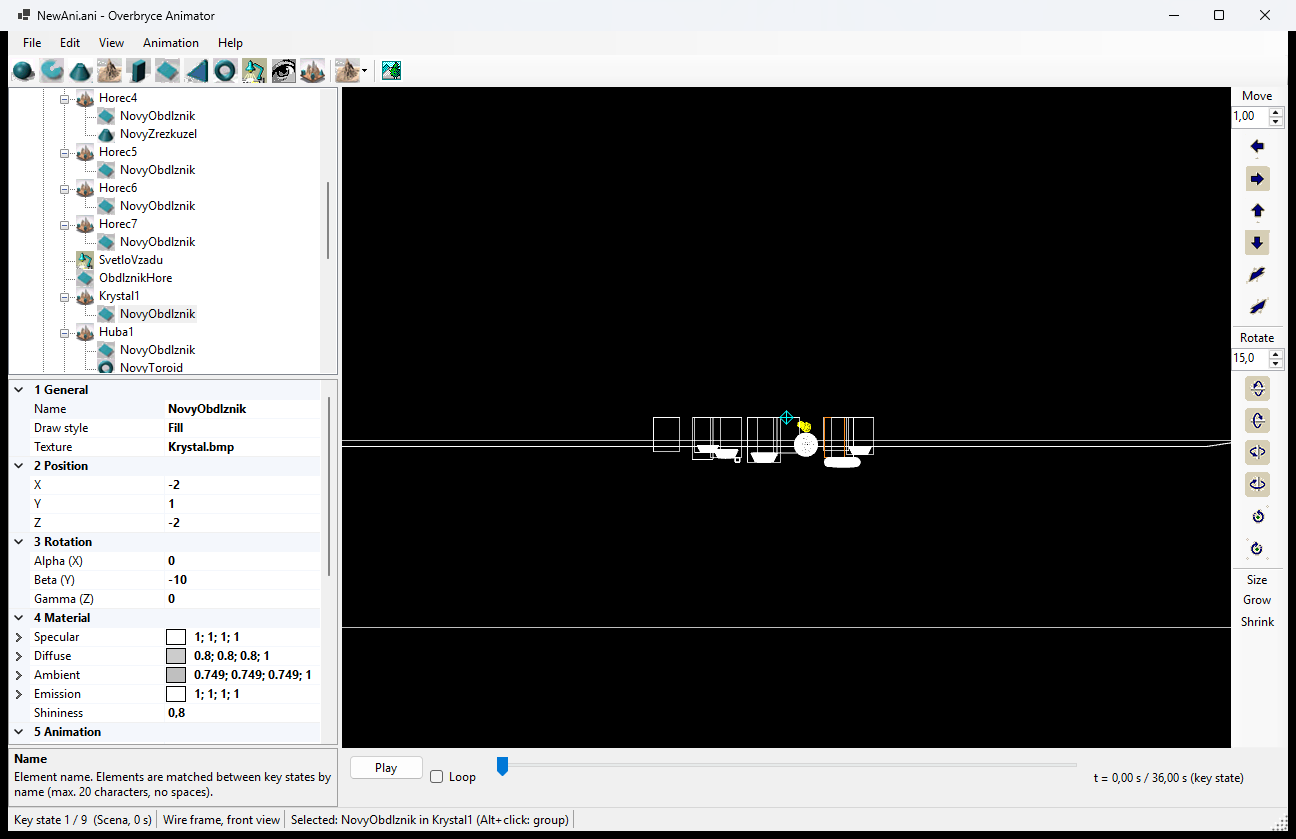 NewAni.ani - Overbryce Animator
File Edit View Animation Help
Horec4
NovyObdlznik
NovyZrezkuzel
Horec5
NovyObdlznik
Horec6
NovyObdlznik
Horec7
NovyObdlznik
SvetloVzadu
ObdlznikHore
Krystal1
NovyObdlznik
Huba1
NovyObdlznik
NovyToroid
1 General
Name NovyObdlznik
Draw style Fill
Texture Krystal.bmp
2 Position
X -2
Y 1
Z -2
3 Rotation
Alpha (X) 0
Beta (Y) -10
Gamma (Z) 0
4 Material
Specular 1; 1; 1; 1
Diffuse 0.8; 0.8; 0.8; 1
Ambient 0.749; 0.749; 0.749; 1
Emission 1; 1; 1; 1
Shininess 0,8
5 Animation
Name
Element name. Elements are matched between key states by
name (max. 20 characters, no spaces).
Move
1,00
Rotate
15,0
Size
Grow
Shrink
Play Loop t = 0,00 s / 36,00 s (key state)
Key state 1 / 9 (Scena, 0 s) Wire frame, front view Selected: NovyObdlznik in Krystal1 (Alt+click: group)